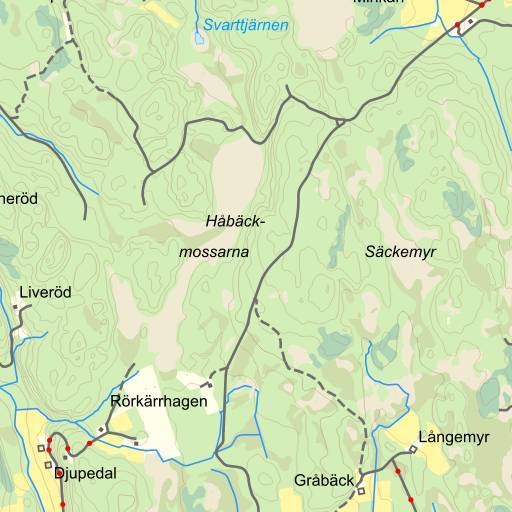 Svarttjärnen
Håbäck-
mossarna
Säckemyr
Liveröd
Rörkärrhagen
Långemyr
Djupedal
Gråbäck